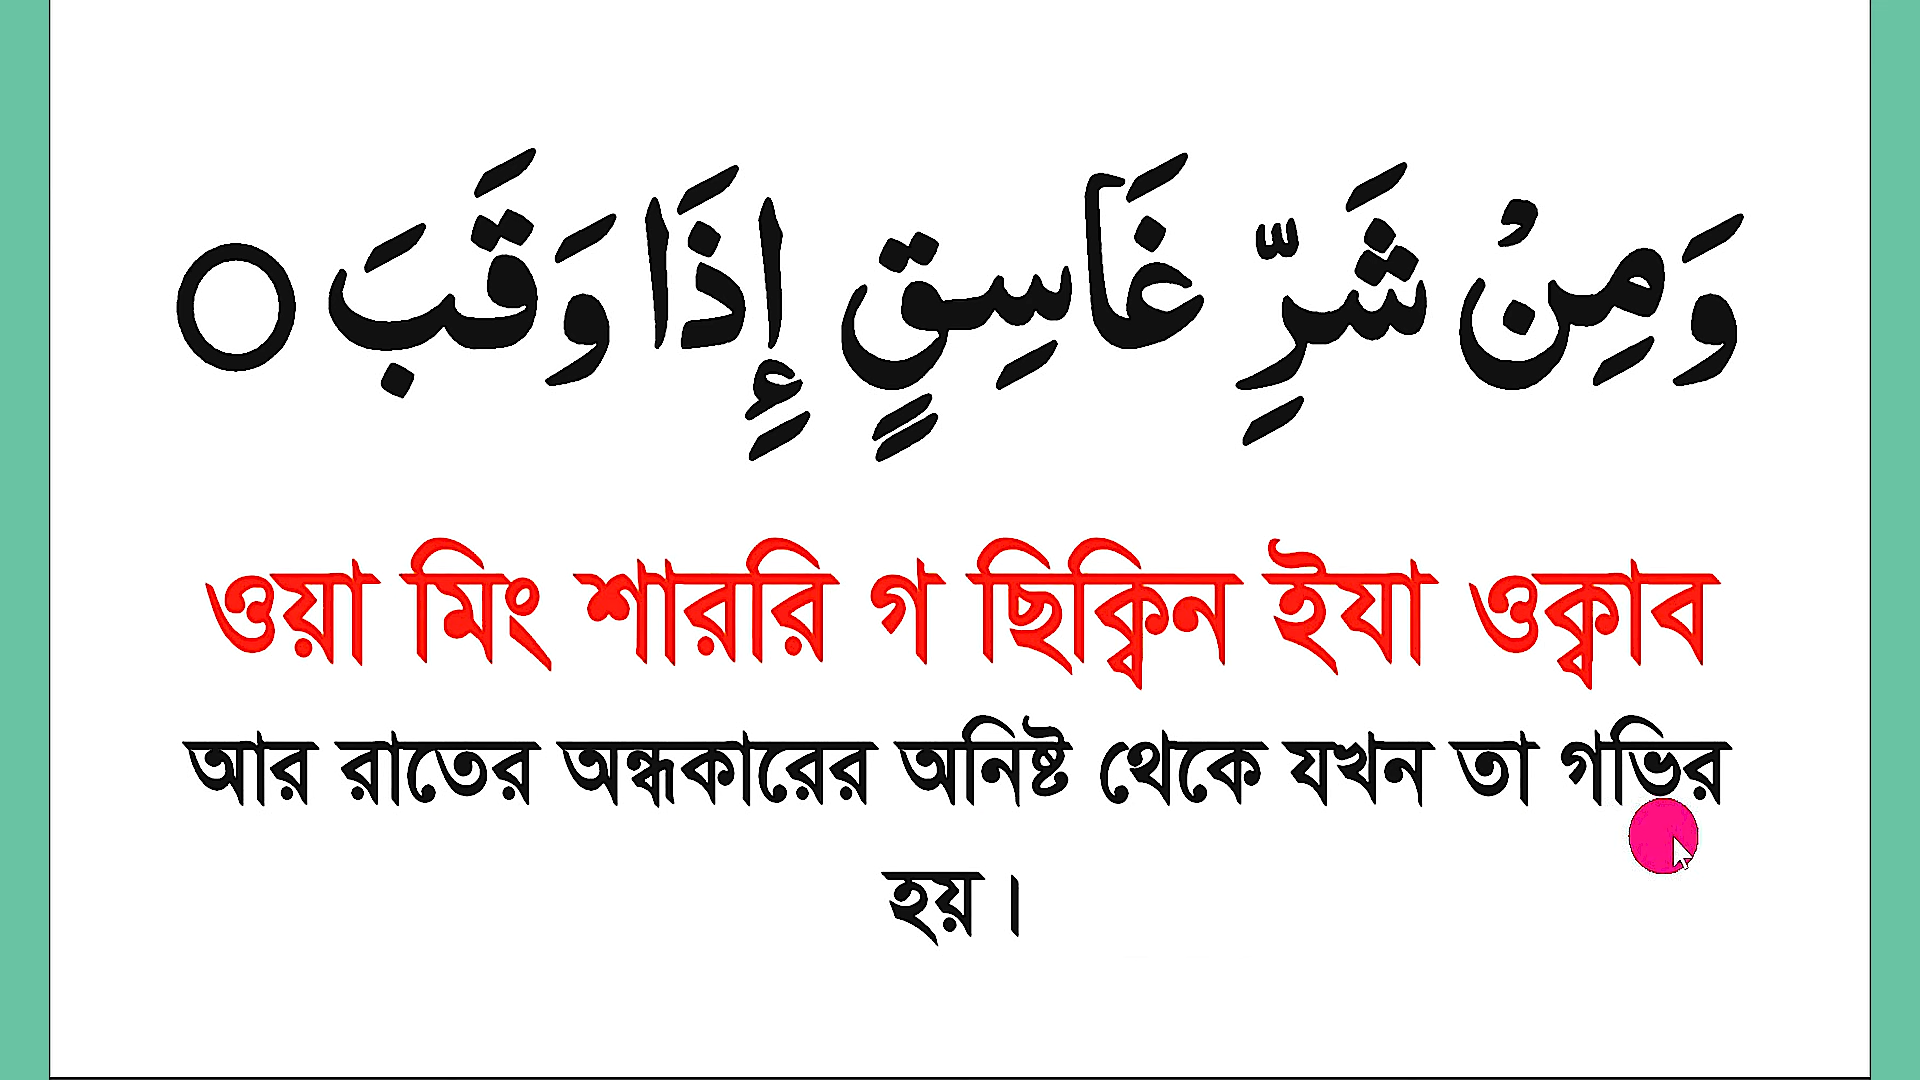 وَمِنْ شَرِّ غَاسِقٍ إِذَا وَقَبَ ○
ওয়া মিং শাররি গ ছিক্বিন ইযা ওক্বাব
আর রাতের অন্ধকারের অনিষ্ট থেকে যখন তা গভির
হয়।